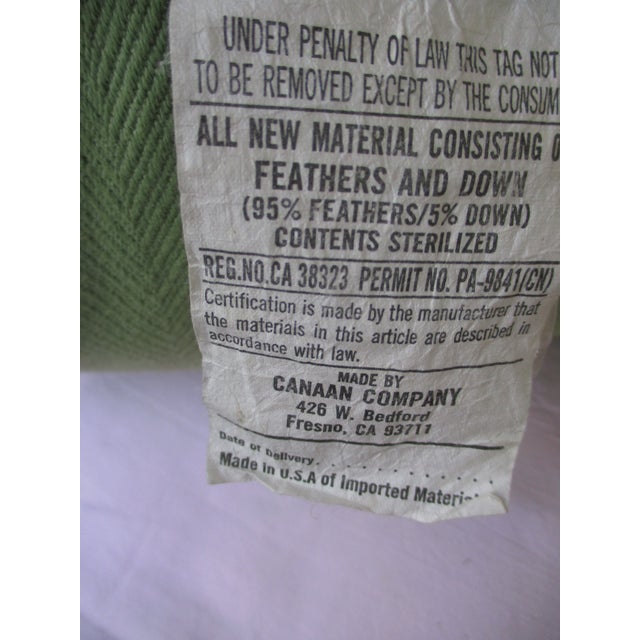 UNDER PENALTY OF LAW THIS TAG NOT
TO BE REMOVED EXCEPT BY THE CONSUM
ALL NEW MATERIAL CONSISTING O
FEATHERS AND DOWN
(95% FEATHERS/5% DOWN)
CONTENTS STERILIZED
REG.NO.CA 38323 PERMIT NO. PA-9841/(CN)
Certification is made by the manufacturer that
the materials in this article are described in
accordance with law.
MADE BY
CANAAN COMPANY
426 W. Bedford
Fresno, CA 93711
Date of Delivery. . . . . . . . . . . . .
Made in U.S.A of Imported Material